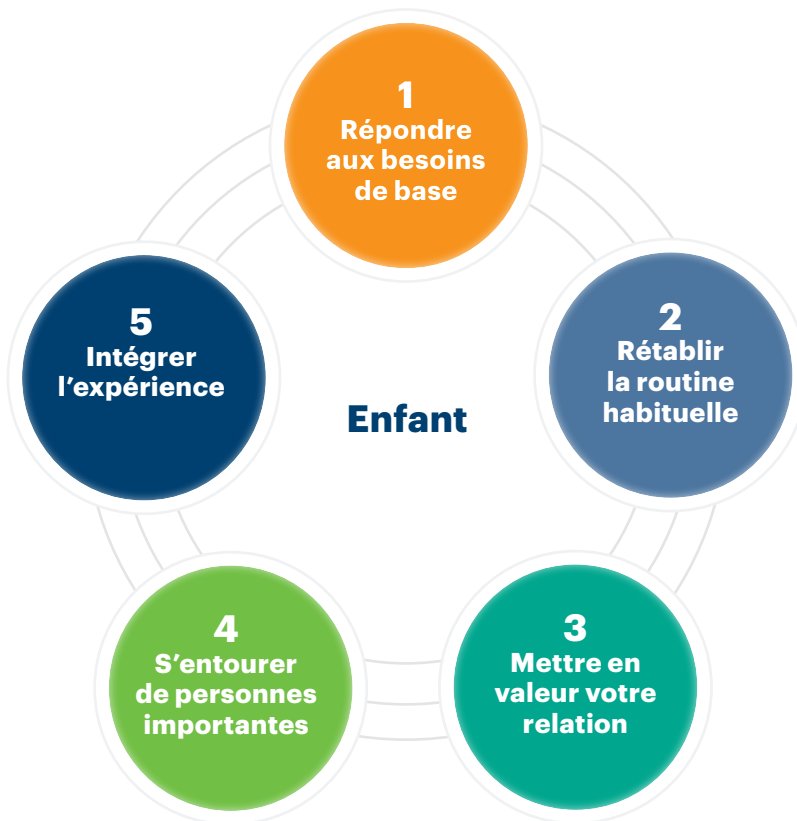 1
Répondre
aux besoins
de base
2
Rétablir
la routine
habituelle
3
Mettre en
valeur votre
relation
4
S’entourer
de personnes
importantes
5
Intégrer
l’expérience
Enfant